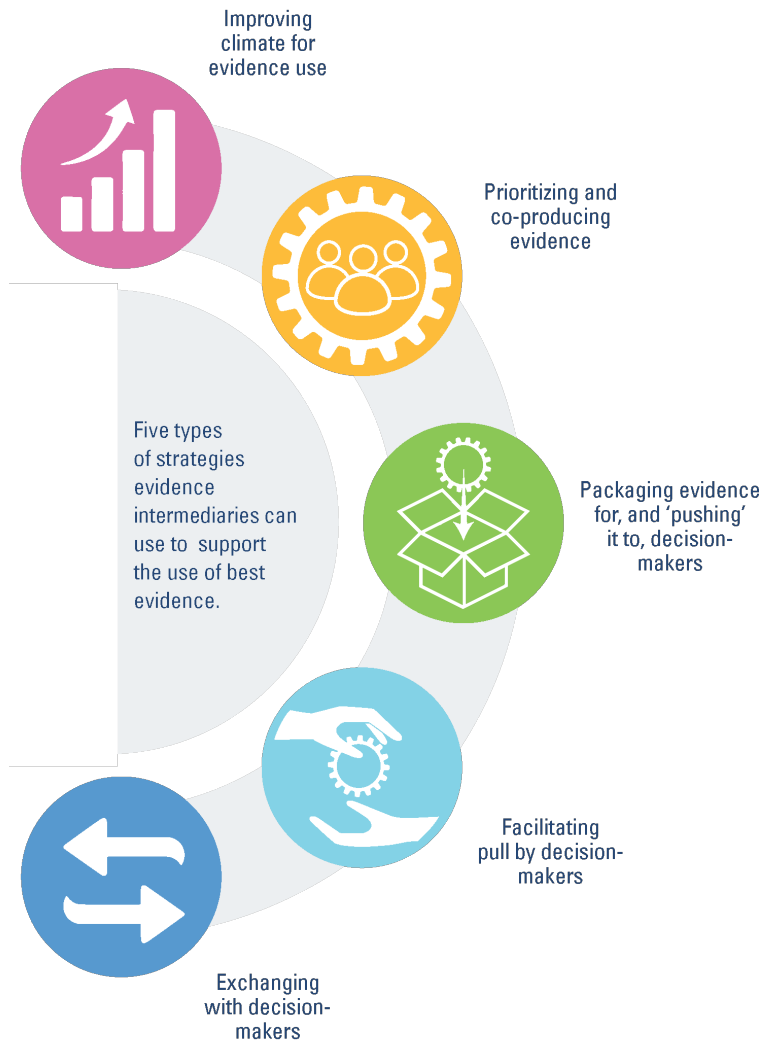 Improving
climate for
evidence use
Prioritizing and
co-producing
evidence
Five types
of strategies
evidence
intermediaries can
use to support
the use of best
evidence.
Packaging evidence
for, and ‘pushing’
it to, decision-
makers
Facilitating
pull by decision-
makers
Exchanging
with decision-
makers